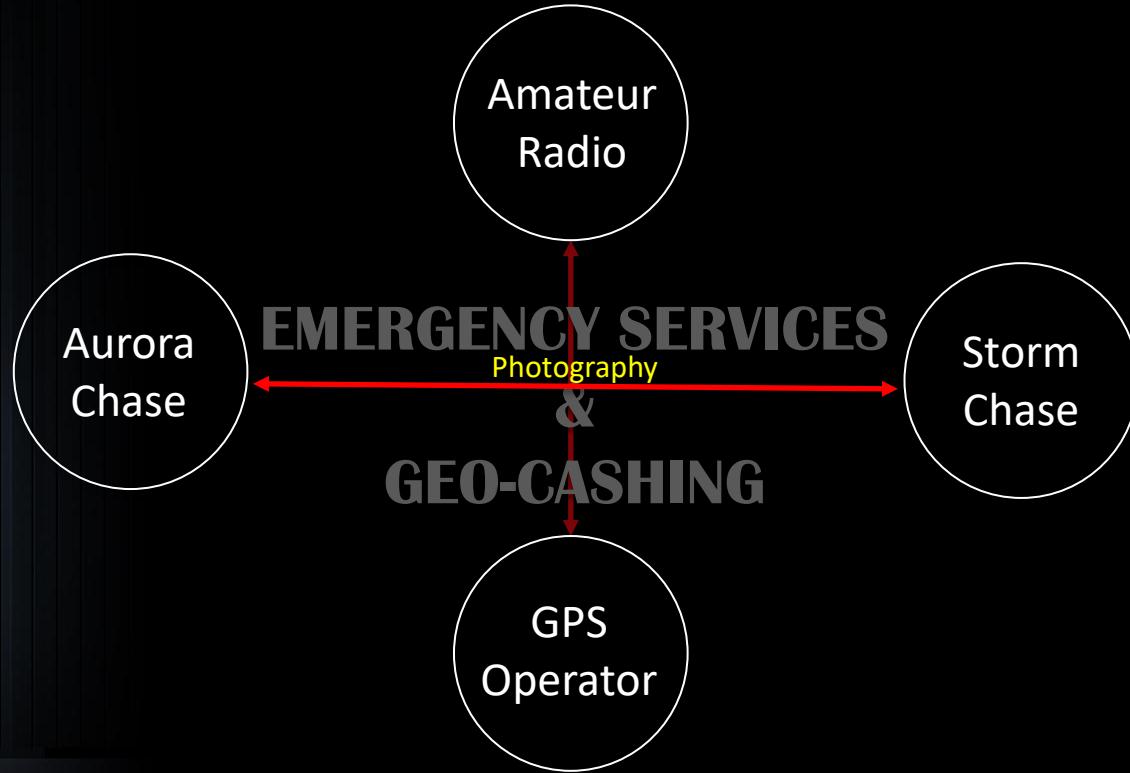 Amateur
Radio
EMERGENCY SERVICES
Aurora
Chase
Photography
Storm
Chase
&
GEO-CASHING
GPS
Operator